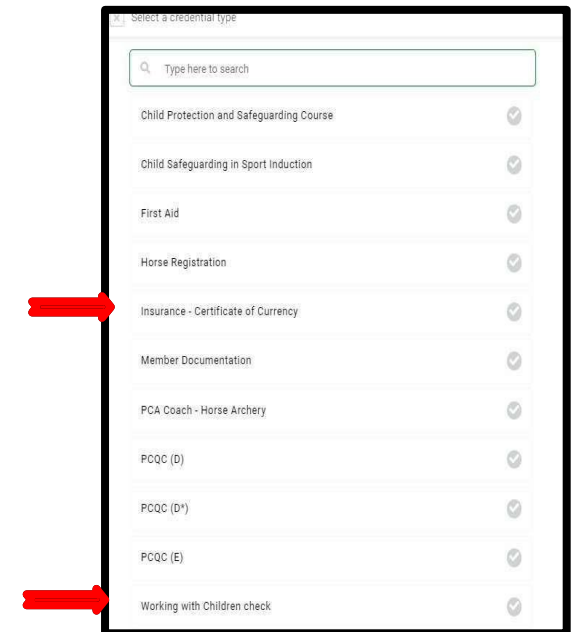 Select a credential type
Type here to search
Child Protection and Safeguarding Course
Child Safeguarding in Sport Induction
First Aid
Horse Registration
Insurance - Certificate of Currency
Member Documentation
PCA Coach - Horse Archery
PCQC (D)
PCQC (D*)
PCQC (E)
Working with Children check